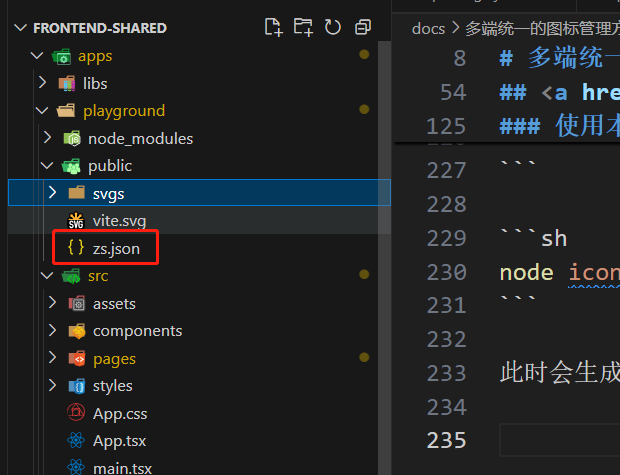 FRONTEND-SHARED
apps
libs
playground
node_modules
public
svgs
vite.svg
{ } zs.json
src
assets
components
pages
styles
App.css
App.tsx
main.tsx
docs > 多端统一的图标管理方
8 # 多端统一
54 ## <a hre
125 ### 使用本
227 ```
228
229 ```sh
230 node icon
231 ```
232
233 此时会生成
234
235